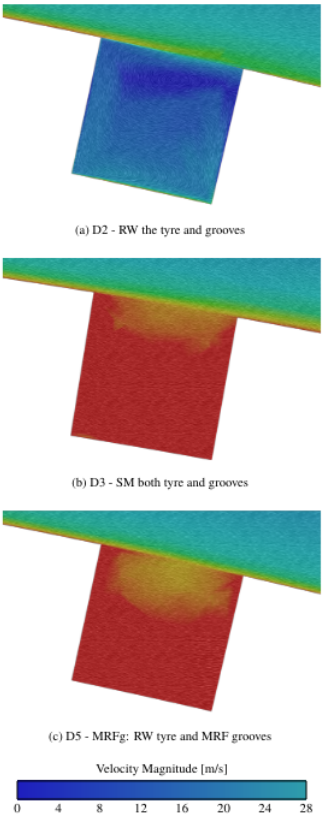 (a) D2 - RW the tyre and grooves
(b) D3 - SM both tyre and grooves
(c) D5 - MRFg: RW tyre and MRF grooves
Velocity Magnitude [m/s]
0 4 8 12 16 20 24 28